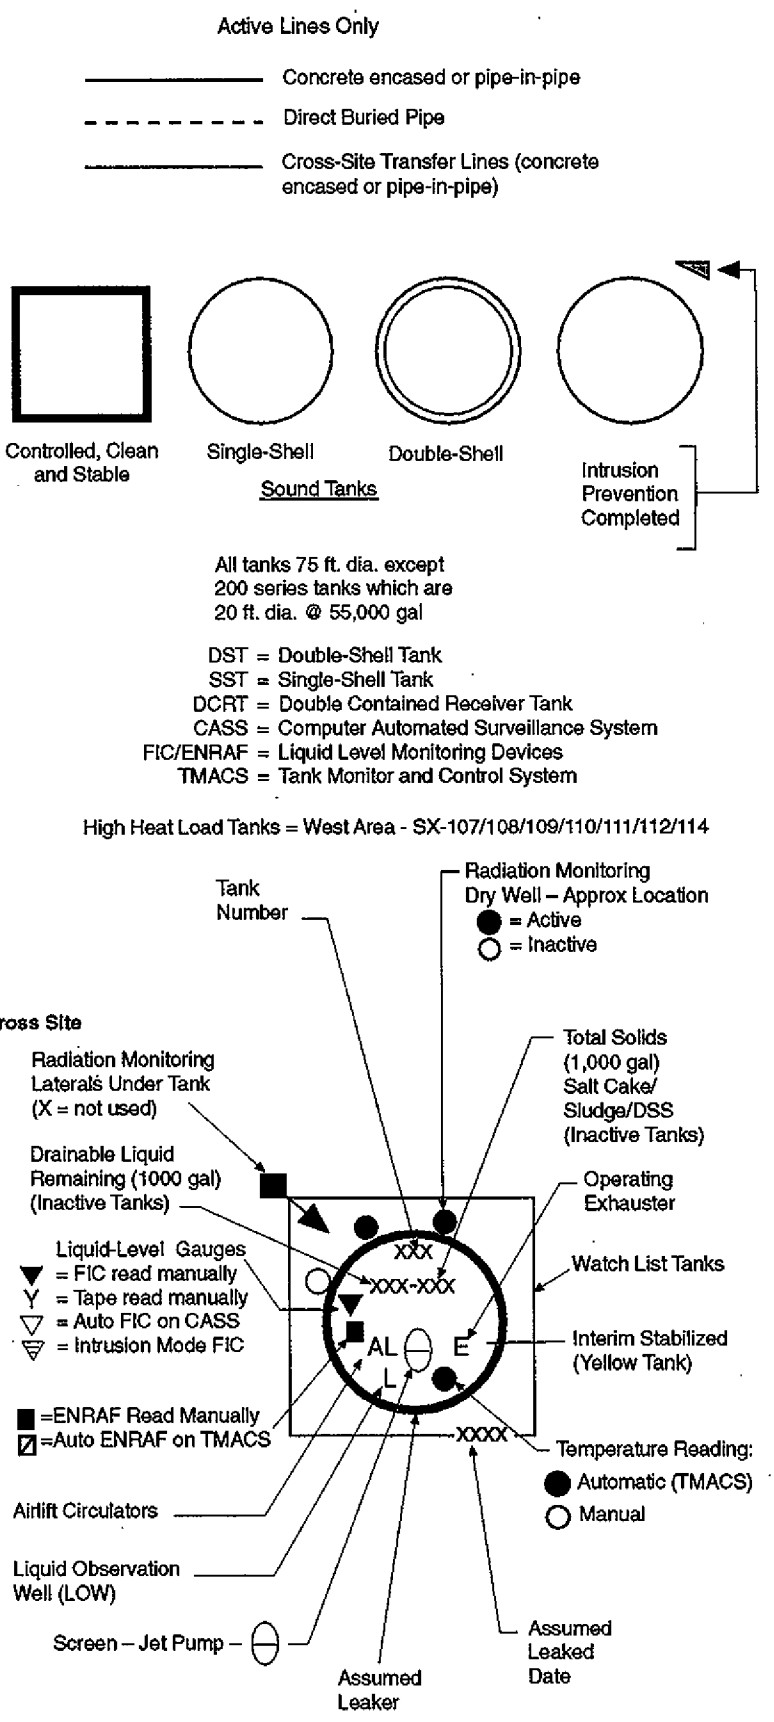 Active Lines Only
Concrete encased or pipe-in-pipe
Direct Buried Pipe
Cross-Site Transfer Lines (concrete
encased or pipe-in-pipe)
Controlled, Clean
and Stable
Single-Shell
Double-Shell
Sound Tanks
Intrusion
Prevention
Completed
All tanks 75 ft. dia. except
200 series tanks which are
20 ft. dia. @ 55,000 gal
DST = Double-Shell Tank
SST = Single-Shell Tank
DCRT = Double Contained Receiver Tank
CASS = Computer Automated Surveillance System
FIC/ENRAF = Liquid Level Monitoring Devices
TMACS = Tank Monitor and Control System
High Heat Load Tanks = West Area - SX-107/108/109/110/111/112/114
Tank
Number
Radiation Monitoring
Dry Well – Approx Location
= Active
= Inactive
ross Site
Radiation Monitoring
Laterals Under Tank
(X = not used)
Total Solids
(1,000 gal)
Salt Cake/
Sludge/DSS
(Inactive Tanks)
Drainable Liquid
Remaining (1000 gal)
(Inactive Tanks)
Operating
Exhauster
Liquid-Level Gauges
= FIC read manually
Y = Tape read manually
= Auto FIC on CASS
= Intrusion Mode FIC
XXX
XXX-XXX
AL
E
L
XXXX
Watch List Tanks
Interim Stabilized
(Yellow Tank)
=ENRAF Read Manually
=Auto ENRAF on TMACS
Temperature Reading:
Automatic (TMACS)
Manual
Airlift Circulators
Liquid Observation
Well (LOW)
Screen – Jet Pump –
Assumed
Leaker
Assumed
Leaked
Date